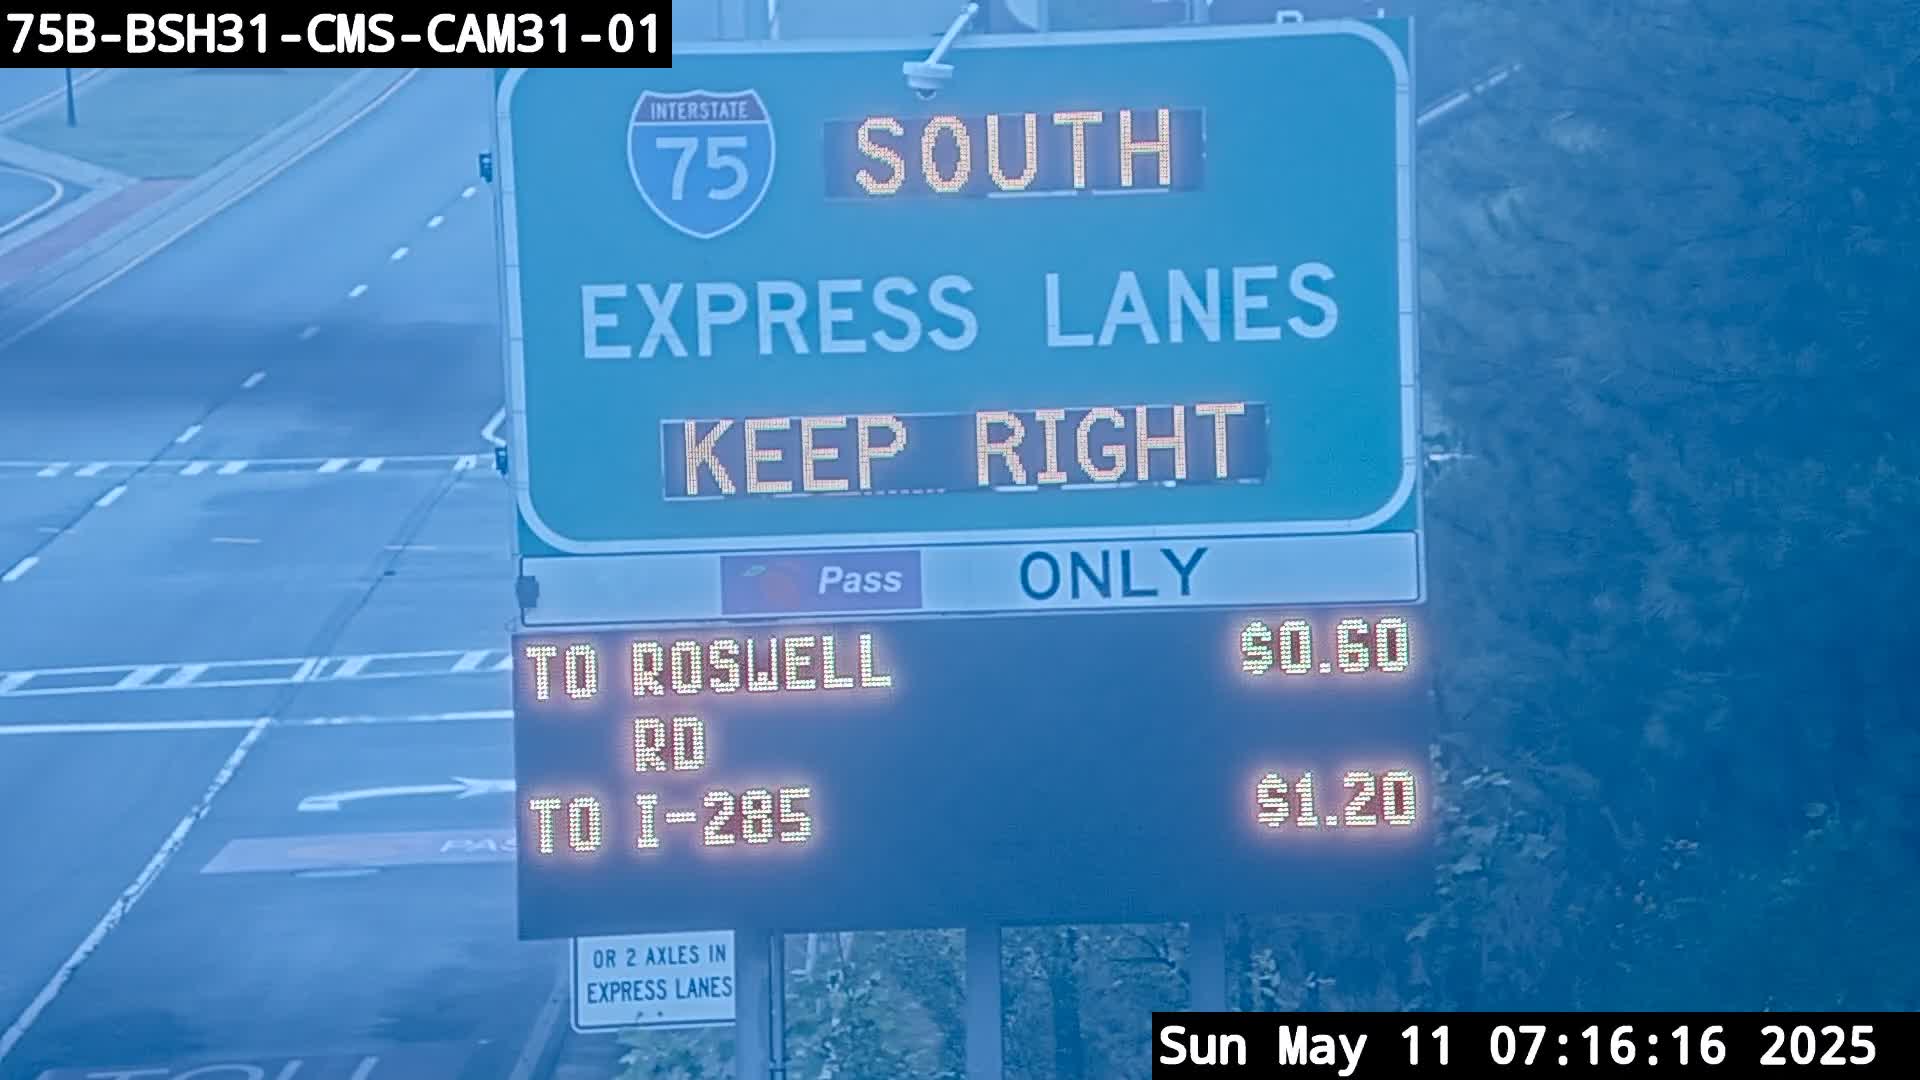 75B-BSH31-CMS-CAM31-01
INTERSTATE
75
SOUTH
EXPRESS LANES
KEEP RIGHT
Pass ONLY
TO ROSWELL $0.60
RD
TO I-285 $1.20
OR 2 AXLES IN
EXPRESS LANES
TOLL
Sun May 11 07:16:16 2025